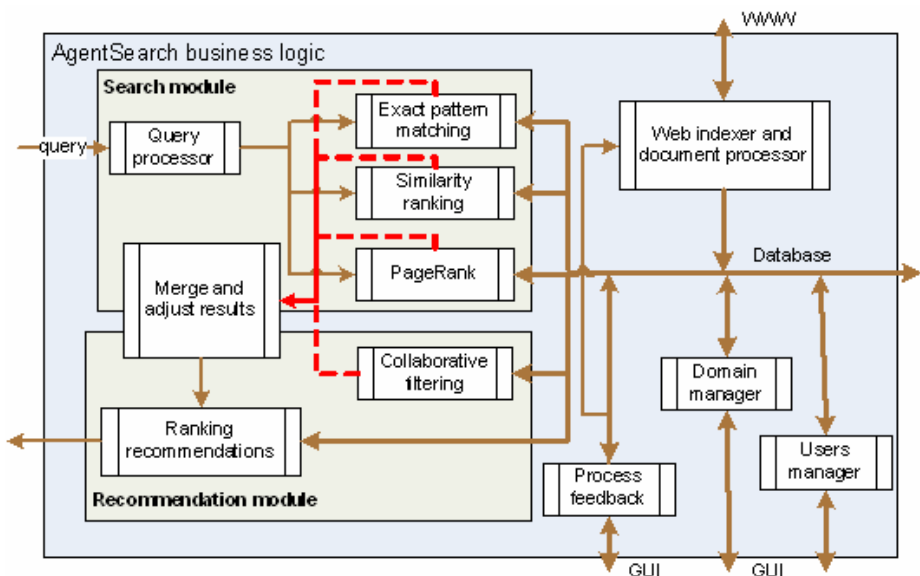 WWW
AgentSearch business logic
Search module
query
Query
processor
Exact pattern
matching
Similarity
ranking
PageRank
Web indexer and
document processor
Database
Merge and
adjust results
Collaborative
filtering
Ranking
recommendations
Recommendation module
Domain
manager
Users
manager
Process
feedback
GUI
GUI